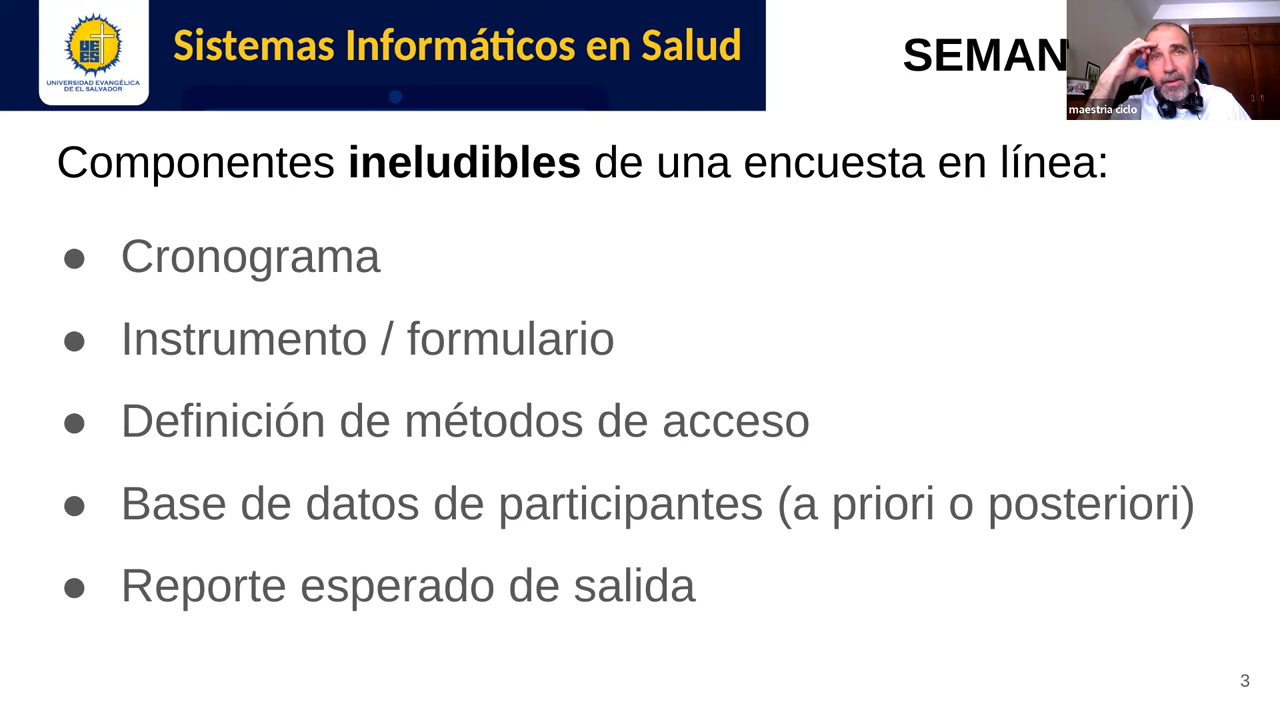 Sistemas Informáticos en Salud
UNIVERSIDAD EVANGÉLICA
DE EL SALVADOR
maestria ciclo
Componentes ineludibles de una encuesta en línea:
● Cronograma
● Instrumento / formulario
● Definición de métodos de acceso
● Base de datos de participantes (a priori o posteriori)
● Reporte esperado de salida
3